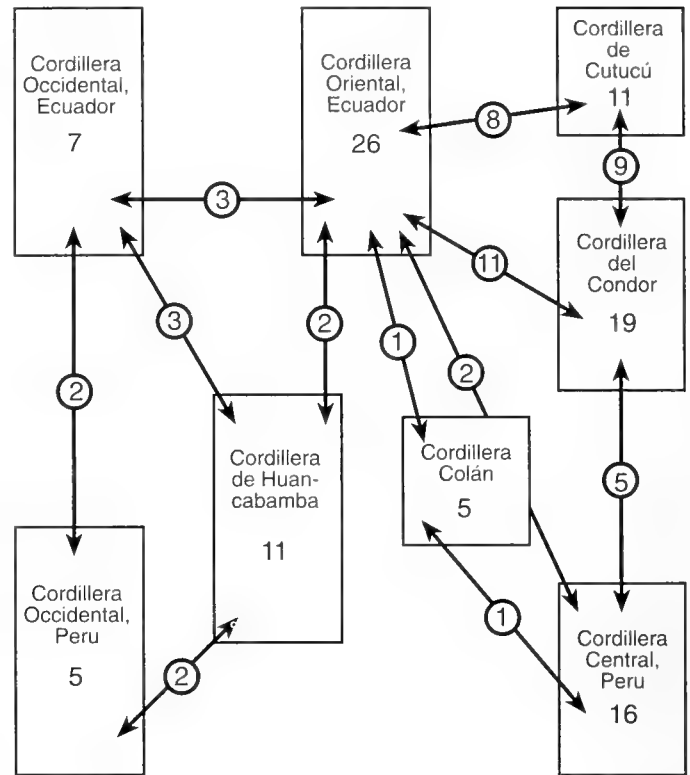 Cordillera
Occidental,
Ecuador
7
Cordillera
Oriental,
Ecuador
26
Cordillera
de
Cutucú
11
8
9
3
Cordillera
del
Condor
19
11
3
2
1
2
2
Cordillera
de Huan-
cabamba
11
Cordillera
Colán
5
5
Cordillera
Occidental,
Peru
5
2
1
Cordillera
Central,
Peru
16